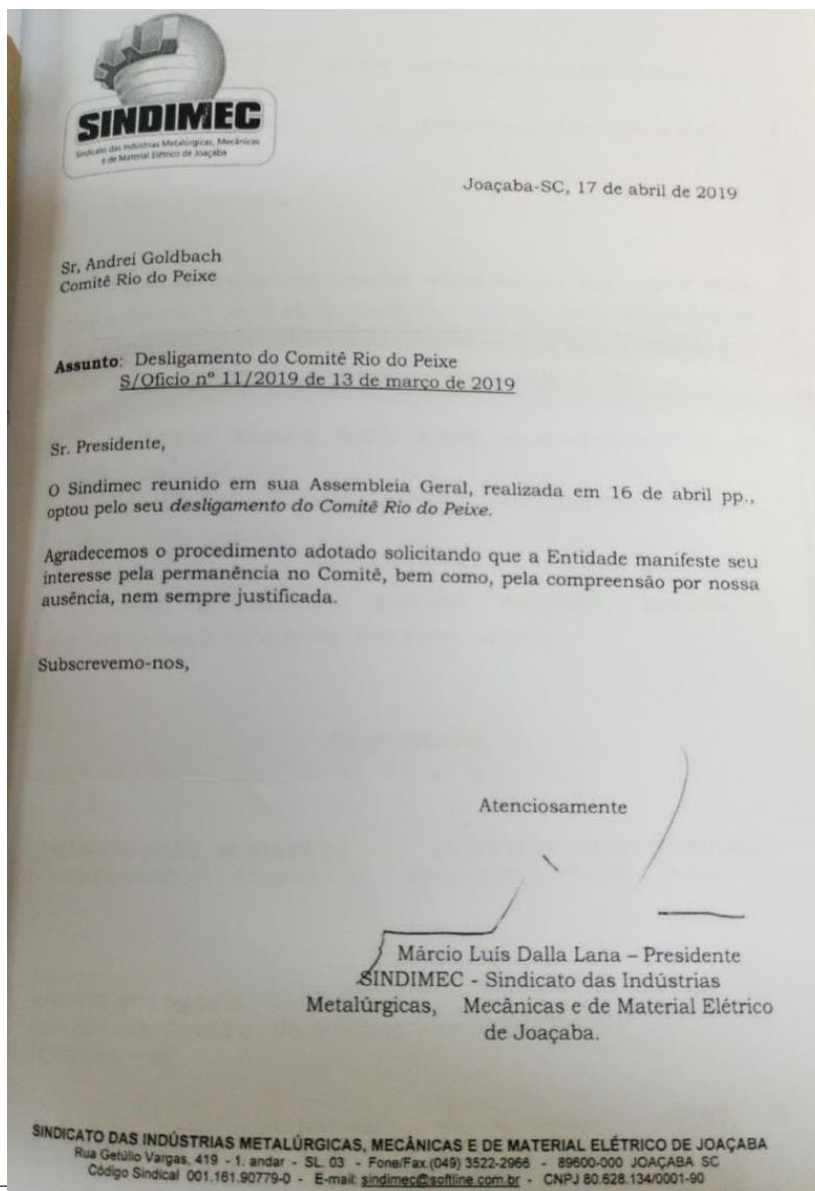 SINDIMEC
Sindicato das Indústrias Metalúrgicas, Mecânicas
e de Material Elétrico de Joaçaba
Joaçaba-SC, 17 de abril de 2019
Sr, Andrei Goldbach
Comitê Rio do Peixe
Assunto: Desligamento do Comitê Rio do Peixe
S/Oficio nº 11/2019 de 13 de março de 2019
Sr. Presidente,
O Sindimec reunido em sua Assembleia Geral, realizada em 16 de abril pp.,
optou pelo seu desligamento do Comitê Rio do Peixe.
Agradecemos o procedimento adotado solicitando que a Entidade manifeste seu
interesse pela permanência no Comitê, bem como, pela compreensão por nossa
ausência, nem sempre justificada.
Subscrevemo-nos,
Atenciosamente
Márcio Luís Dalla Lana – Presidente
SINDIMEC - Sindicato das Indústrias
Metalúrgicas, Mecânicas e de Material Elétrico
de Joaçaba.
SINDICATO DAS INDÚSTRIAS METALÚRGICAS, MECÂNICAS E DE MATERIAL ELÉTRICO DE JOAÇABA
Rua Getúlio Vargas, 419 - 1. andar - SL. 03 - Fone/Fax.(049) 3522-2966 - 89600-000 JOAÇABA SC
Código Sindical 001.161.90779-0 - E-mail: sindimec@softline.com.br - CNPJ 80.628.134/0001-90